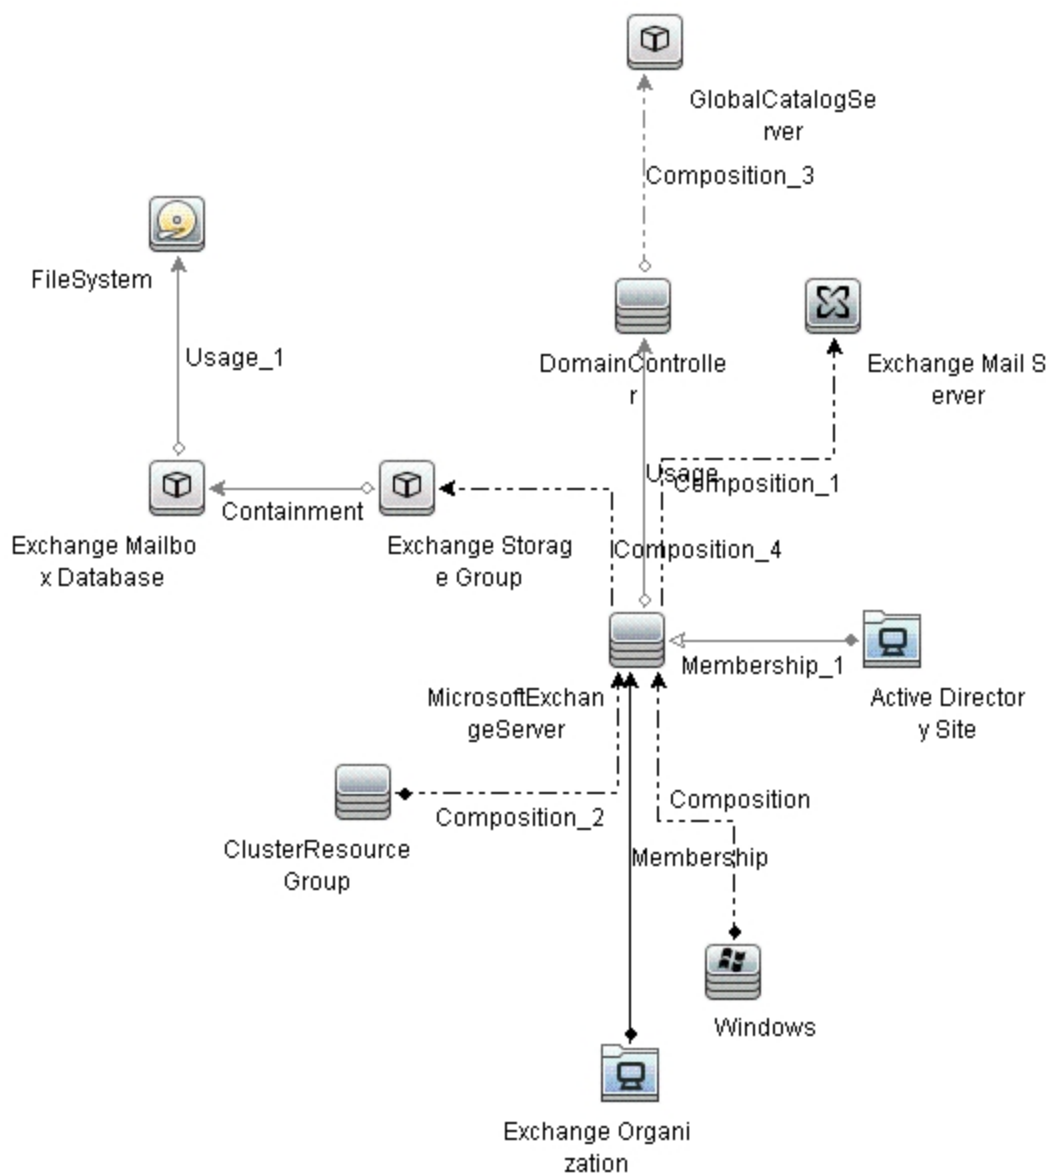 GlobalCatalogSe
rver
Composition_3
FileSystem
Usage_1
DomainControlle
r
Exchange Mail S
erver
Usage
Composition_1
Containment
Exchange Mailbo
x Database
Exchange Storag
e Group
Composition_4
Membership_1
MicrosoftExchan
geServer
Active Director
y Site
Composition
Composition_2
ClusterResource
Group
Membership
Windows
Exchange Organi
zation